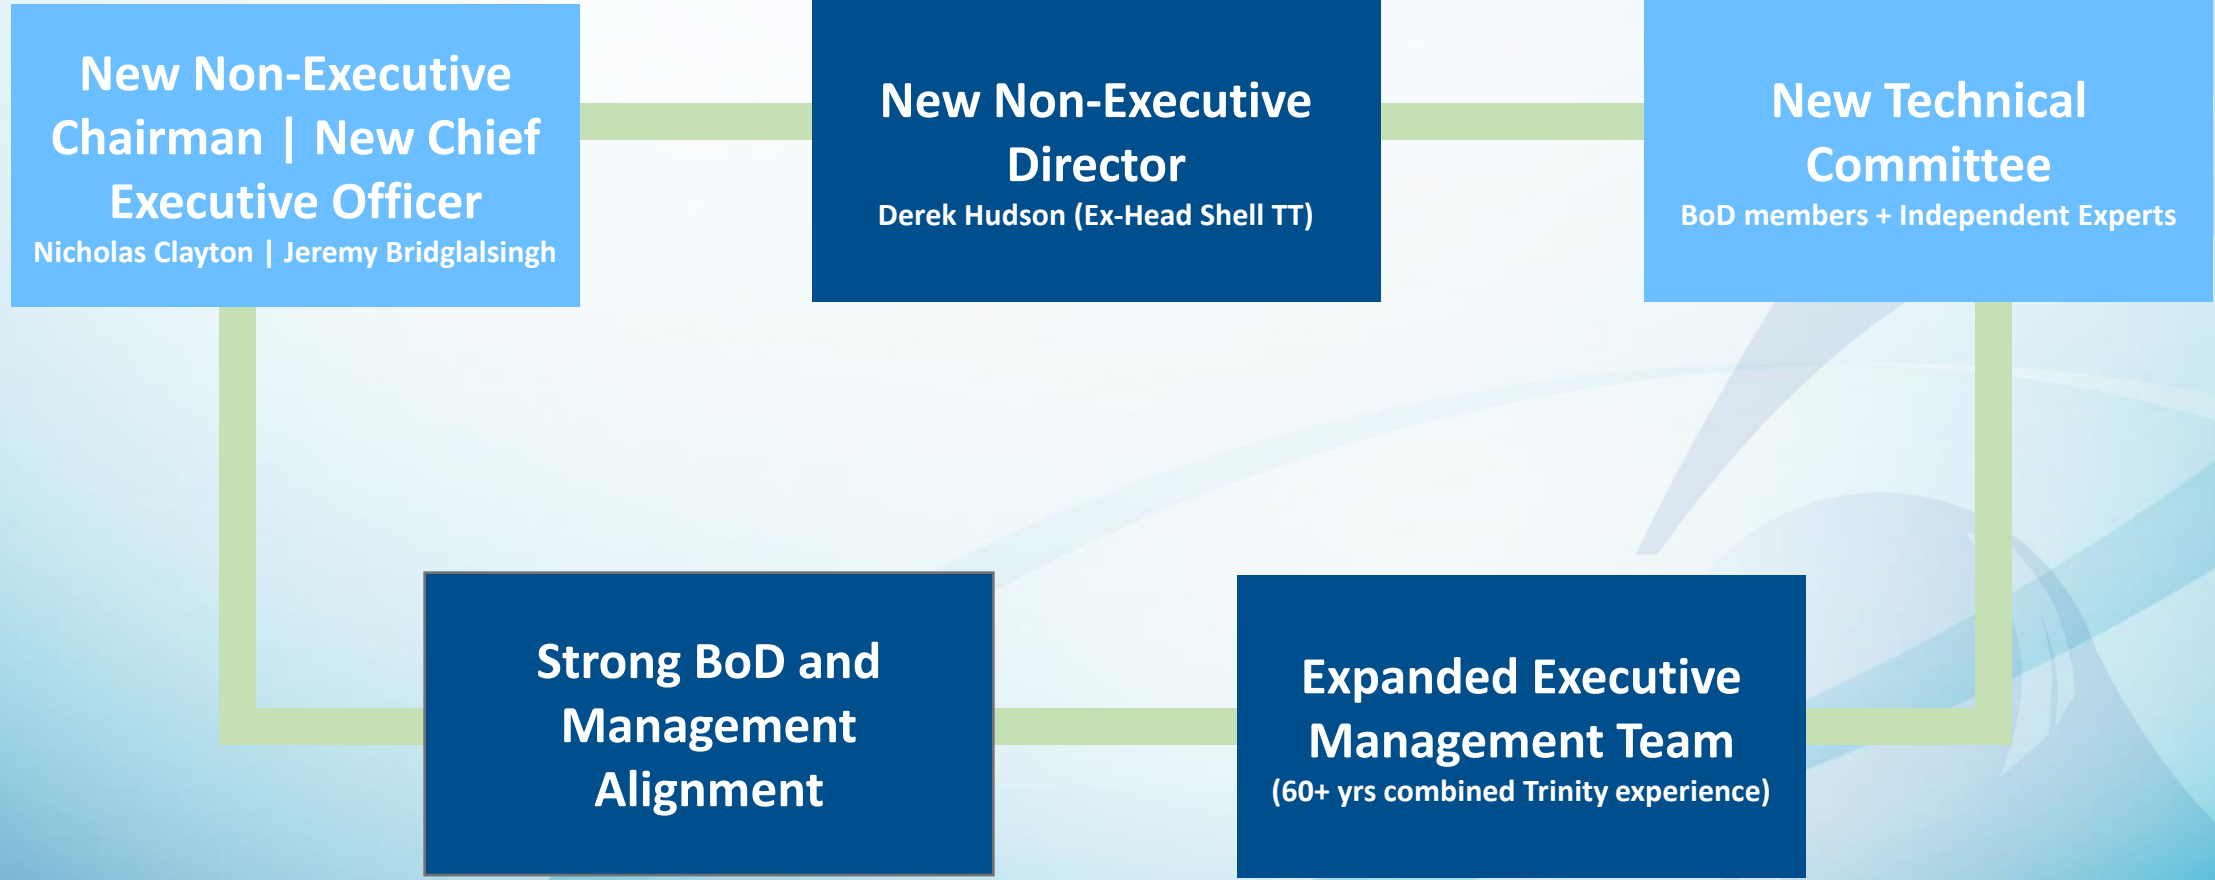 New Non-Executive
Chairman | New Chief
Executive Officer
Nicholas Clayton | Jeremy Bridglalsingh
New Non-Executive
Director
Derek Hudson (Ex-Head Shell TT)
New Technical
Committee
BoD members + Independent Experts
Strong BoD and
Management
Alignment
Expanded Executive
Management Team
(60+ yrs combined Trinity experience)